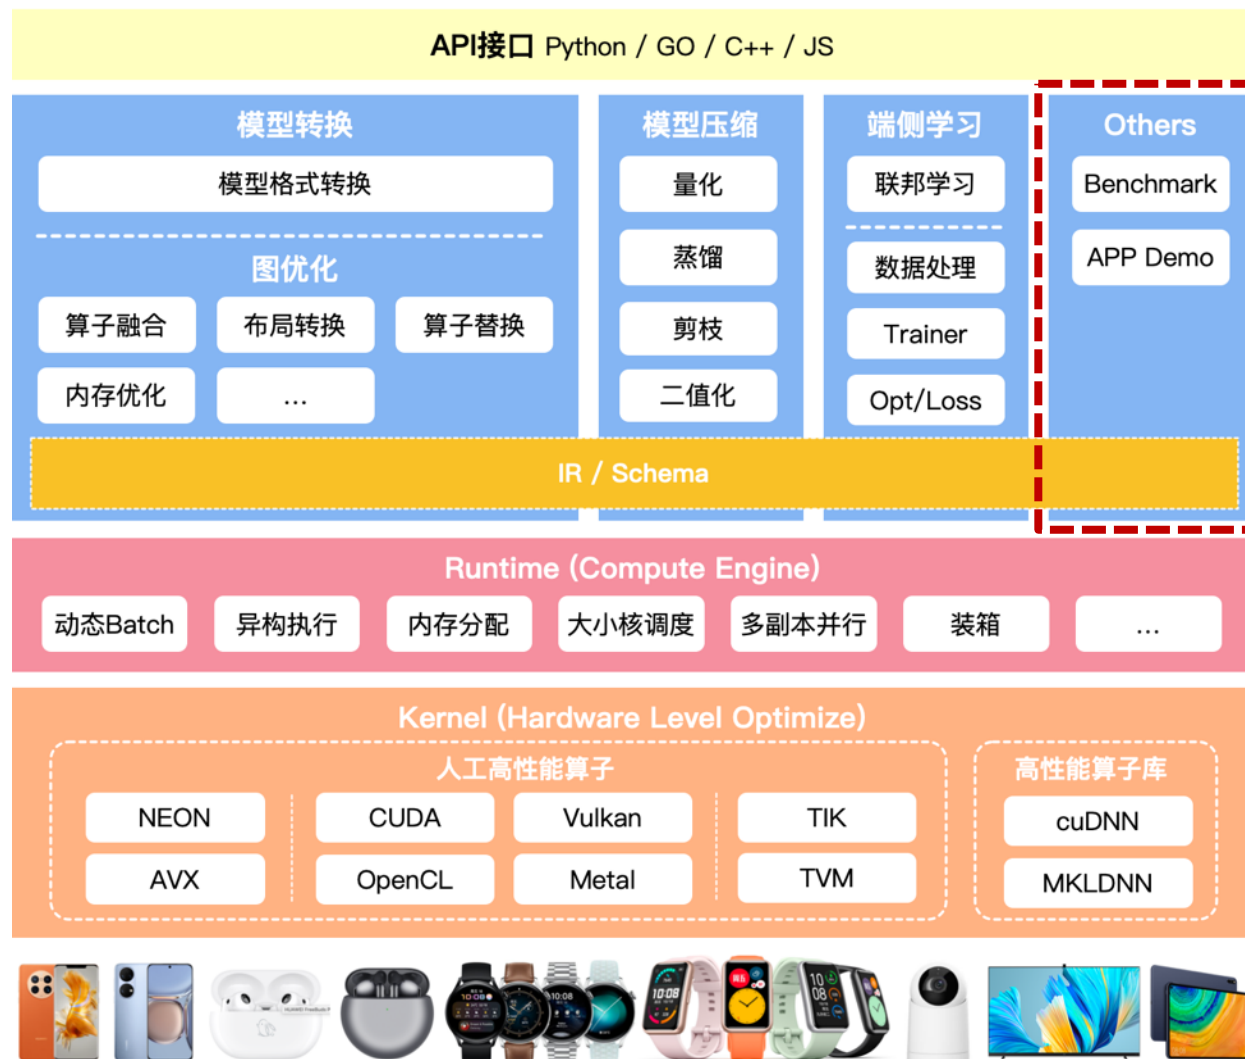 API接口 Python / GO / C++ / JS
模型转换
模型格式转换
图优化
算子融合 布局转换 算子替换
内存优化 ...
模型压缩
量化
蒸馏
剪枝
二值化
端侧学习
联邦学习
数据处理
Trainer
Opt/Loss
Others
Benchmark
APP Demo
IR / Schema
Runtime (Compute Engine)
动态Batch 异构执行 内存分配 大小核调度 多副本并行 装箱 ...
Kernel (Hardware Level Optimize)
人工高性能算子
NEON CUDA Vulkan TIK
AVX OpenCL Metal TVM
高性能算子库
cuDNN
MKLDNN
10:08
10:08
10:08